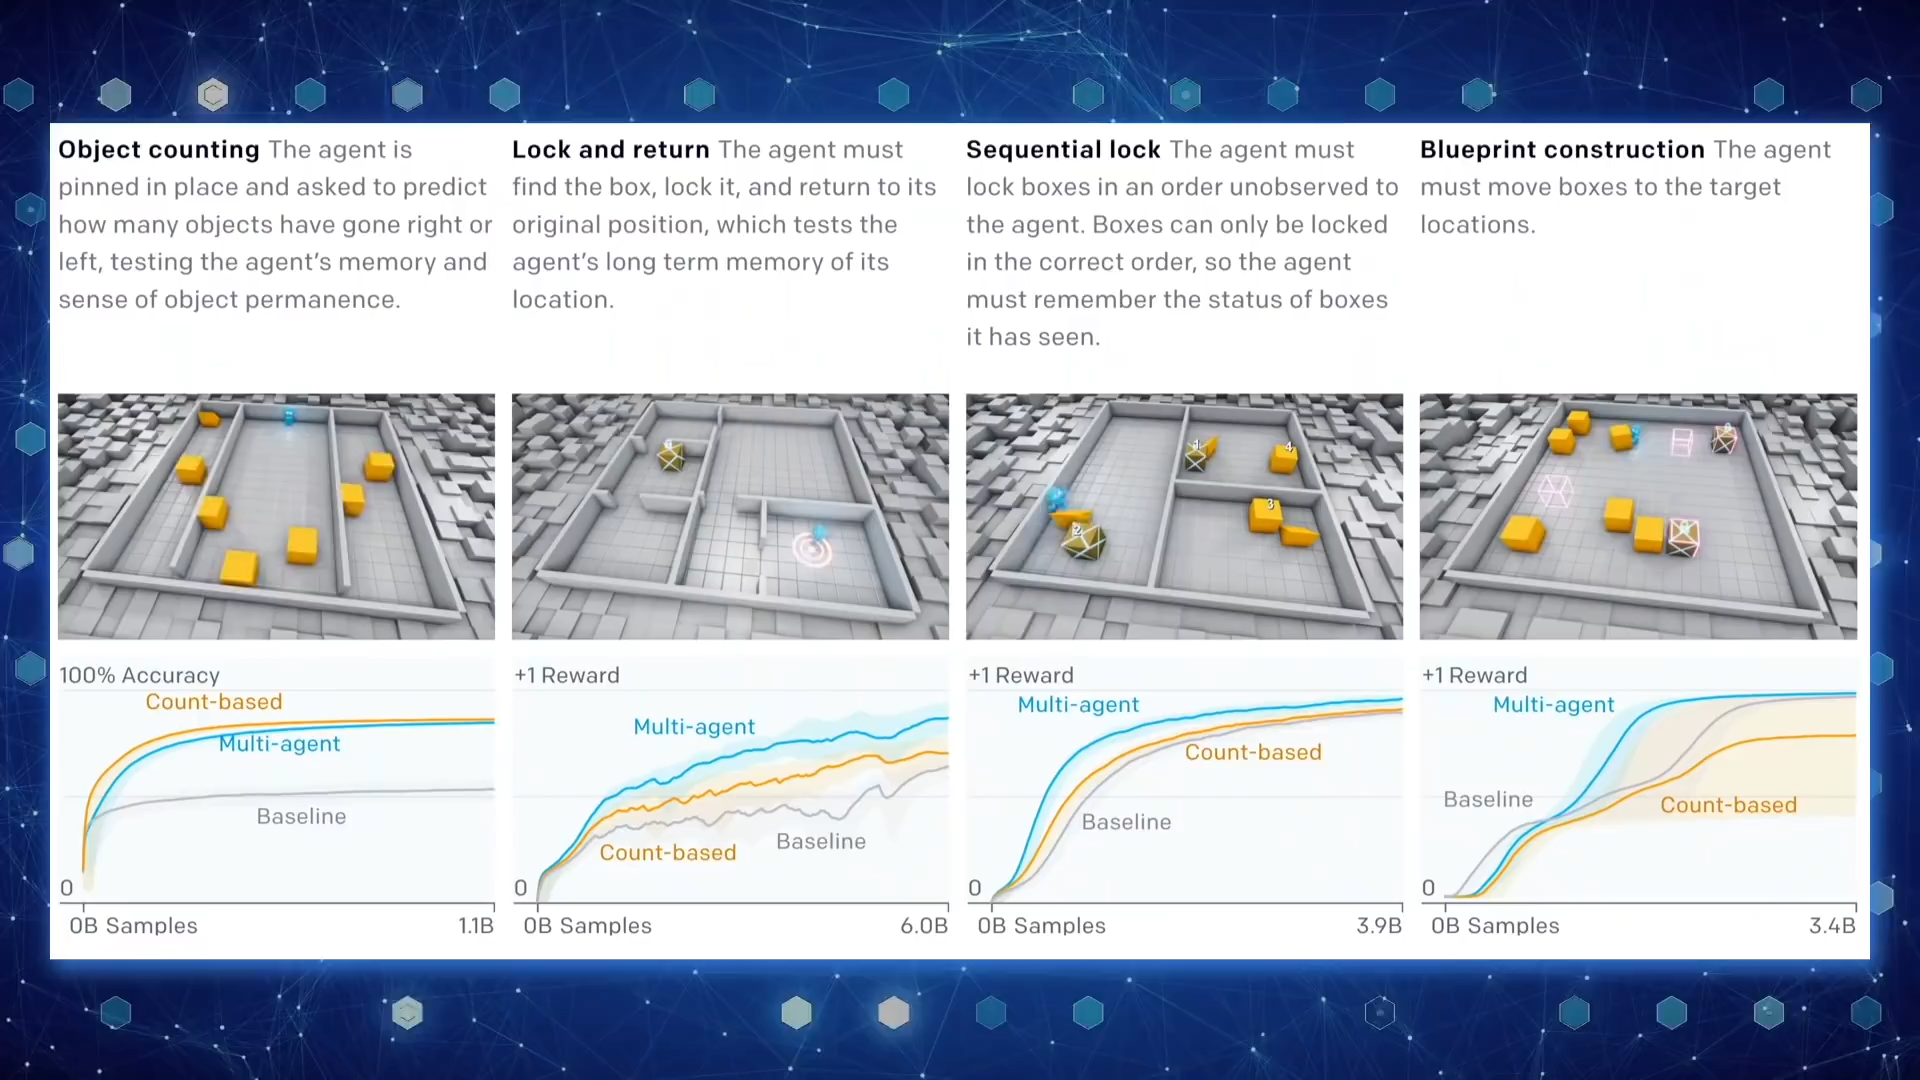 Object counting The agent is
pinned in place and asked to predict
how many objects have gone right or
left, testing the agent's memory and
sense of object permanence.
Lock and return The agent must
find the box, lock it, and return to its
original position, which tests the
agent's long term memory of its
location.
Sequential lock The agent must
lock boxes in an order unobserved to
the agent. Boxes can only be locked
in the correct order, so the agent
must remember the status of boxes
it has seen.
Blueprint construction The agent
must move boxes to the target
locations.
1
4
3
2
100% Accuracy
Count-based
Multi-agent
Baseline
0
0B Samples
1.1B
+1 Reward
Multi-agent
Count-based
Baseline
0
0B Samples
6.0B
+1 Reward
Multi-agent
Count-based
Baseline
0
0B Samples
3.9B
+1 Reward
Multi-agent
Baseline
Count-based
0
0B Samples
3.4B